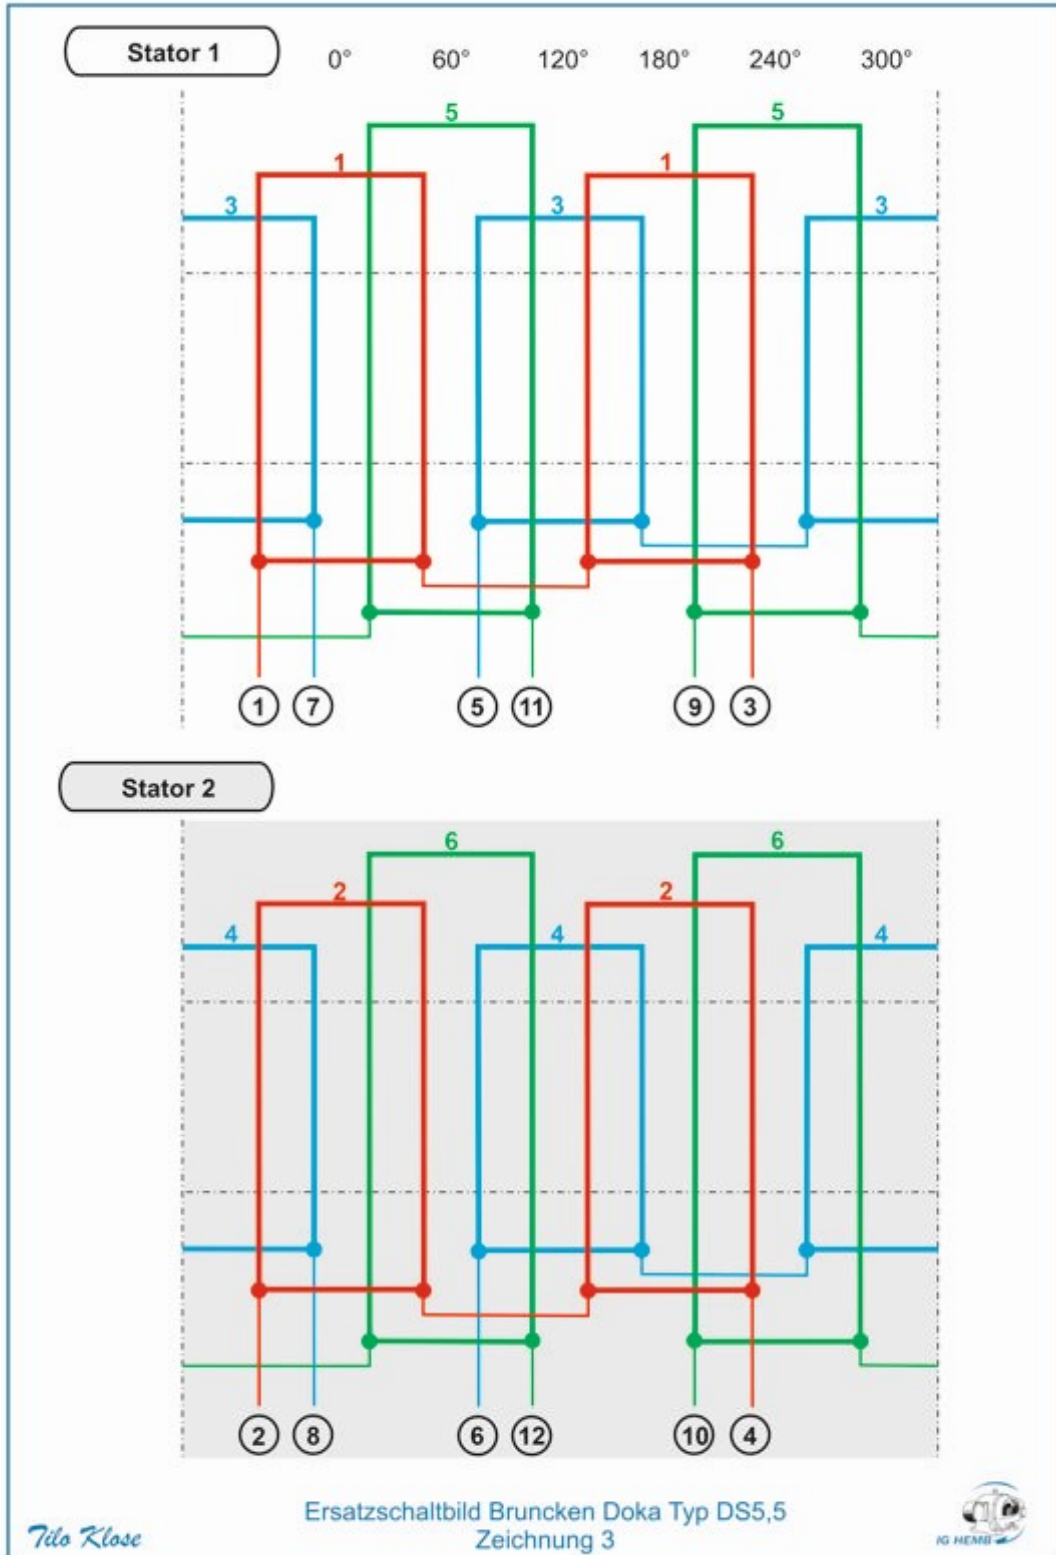 Stator 1 0° 60° 120° 180° 240° 300°
5 5
1 1
3 3 3
1 7 5 11 9 3
Stator 2
6 6
2 2
4 4 4
2 8 6 12 10 4
Ersatzschaltbild Bruncken Doka Typ DS5,5
Zeichnung 3
Tilo Klose
IG HEMB